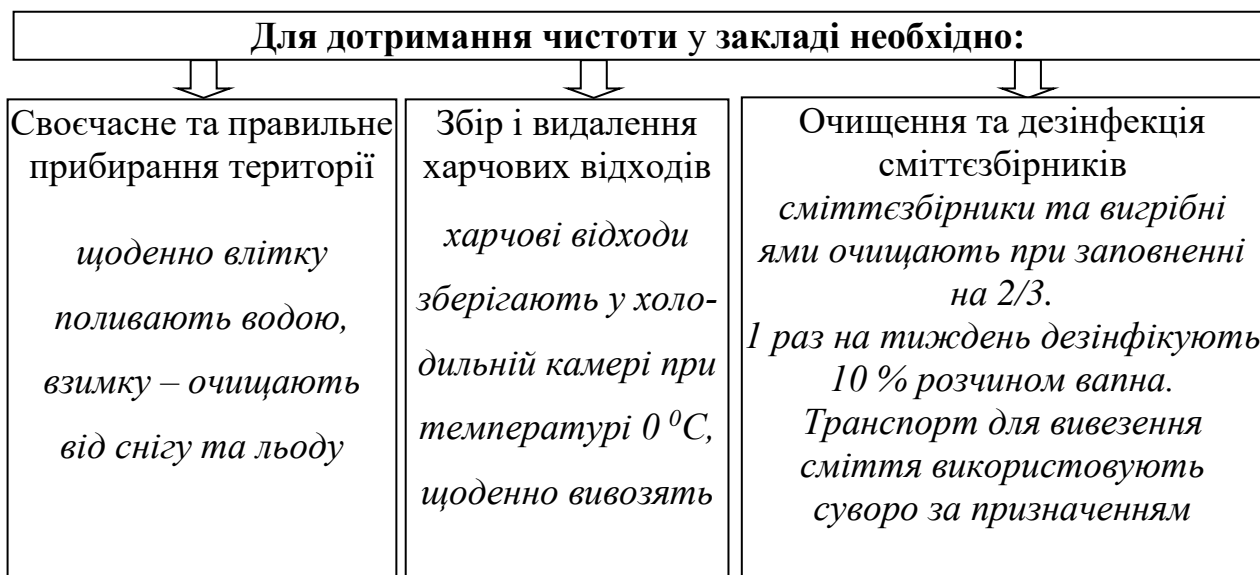 Для дотримання чистоти у закладі необхідно:
Своєчасне та правильне
прибирання території
щоденно влітку
поливають водою,
взимку – очищають
від снігу та льоду
Збір і видалення
харчових відходів
харчові відходи
зберігають у холо-
дильній камері при
температурі 0 ⁰С,
щоденно вивозять
Очищення та дезінфекція
сміттєзбірників
сміттєзбірники та вигрібні
ями очищають при заповненні
на 2/3.
1 раз на тиждень дезінфікують
10 % розчином вапна.
Транспорт для вивезення
сміття використовують
суворо за призначенням